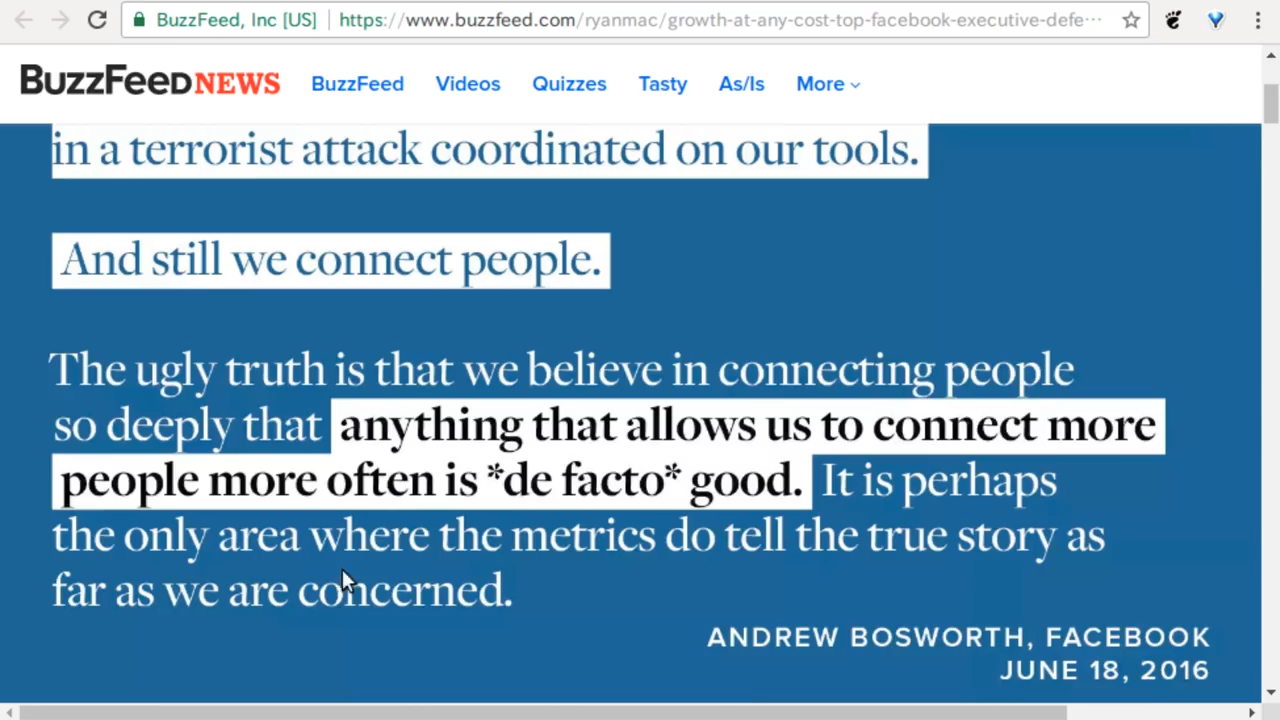 BuzzFeed, Inc [US] https://www.buzzfeed.com/ryanmac/growth-at-any-cost-top-facebook-executive-defe···
BuzzFeed NEWS BuzzFeed Videos Quizzes Tasty As/Is More
in a terrorist attack coordinated on our tools.
And still we connect people.
The ugly truth is that we believe in connecting people
so deeply that anything that allows us to connect more
people more often is *de facto* good. It is perhaps
the only area where the metrics do tell the true story as
far as we are concerned.
ANDREW BOSWORTH, FACEBOOK
JUNE 18, 2016